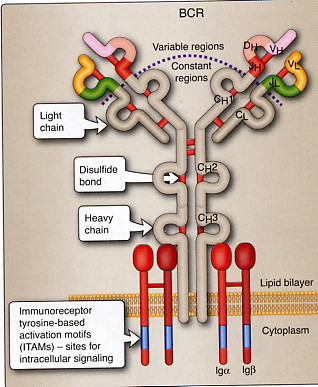 BCR
Variable regions
Constant
regions
DH
VH
JH
VL
JL
CH1
CL
Light
chain
Disulfide
bond
CH2
Heavy
chain
CH3
Lipid bilayer
Cytoplasm
Immunoreceptor
tyrosine-based
activation motifs
(ITAMs) – sites for
intracellular signaling
Igα
Igβ